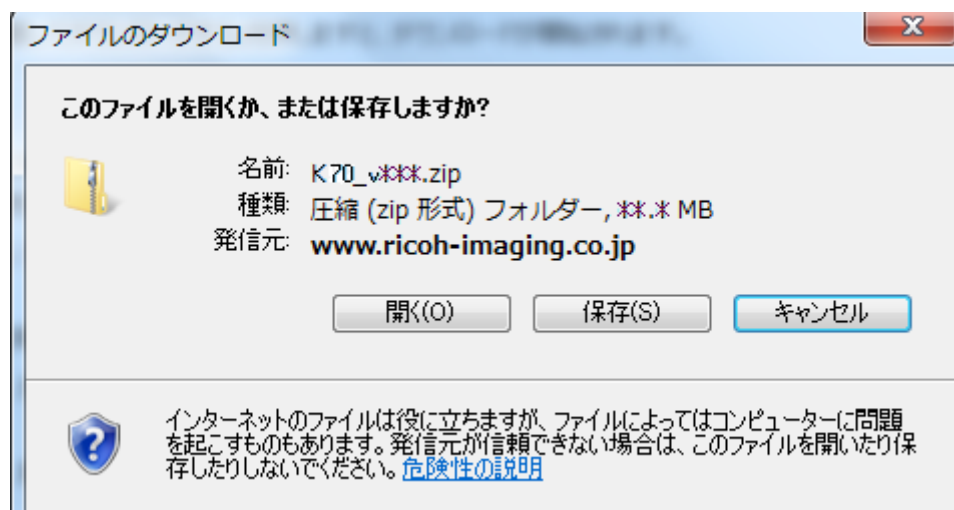 ファイルのダウンロード
このファイルを開くか、または保存しますか?
名前: K70_v***.zip
種類: 圧縮 (zip 形式) フォルダー, **.* MB
発信元: www.ricoh-imaging.co.jp
開く(O) 保存(S) キャンセル
インターネットのファイルは役に立ちますが、ファイルによってはコンピューターに問題
を起こすものもあります。発信元が信頼できない場合は、このファイルを開いたり保
存したりしないでください。危険性の説明